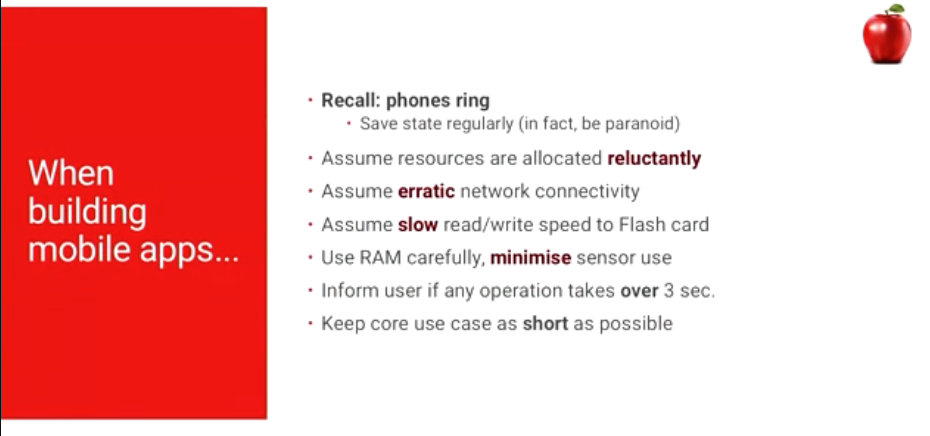 When
building
mobile apps...
• Recall: phones ring
• Save state regularly (in fact, be paranoid)
• Assume resources are allocated reluctantly
• Assume erratic network connectivity
• Assume slow read/write speed to Flash card
• Use RAM carefully, minimise sensor use
• Inform user if any operation takes over 3 sec.
• Keep core use case as short as possible